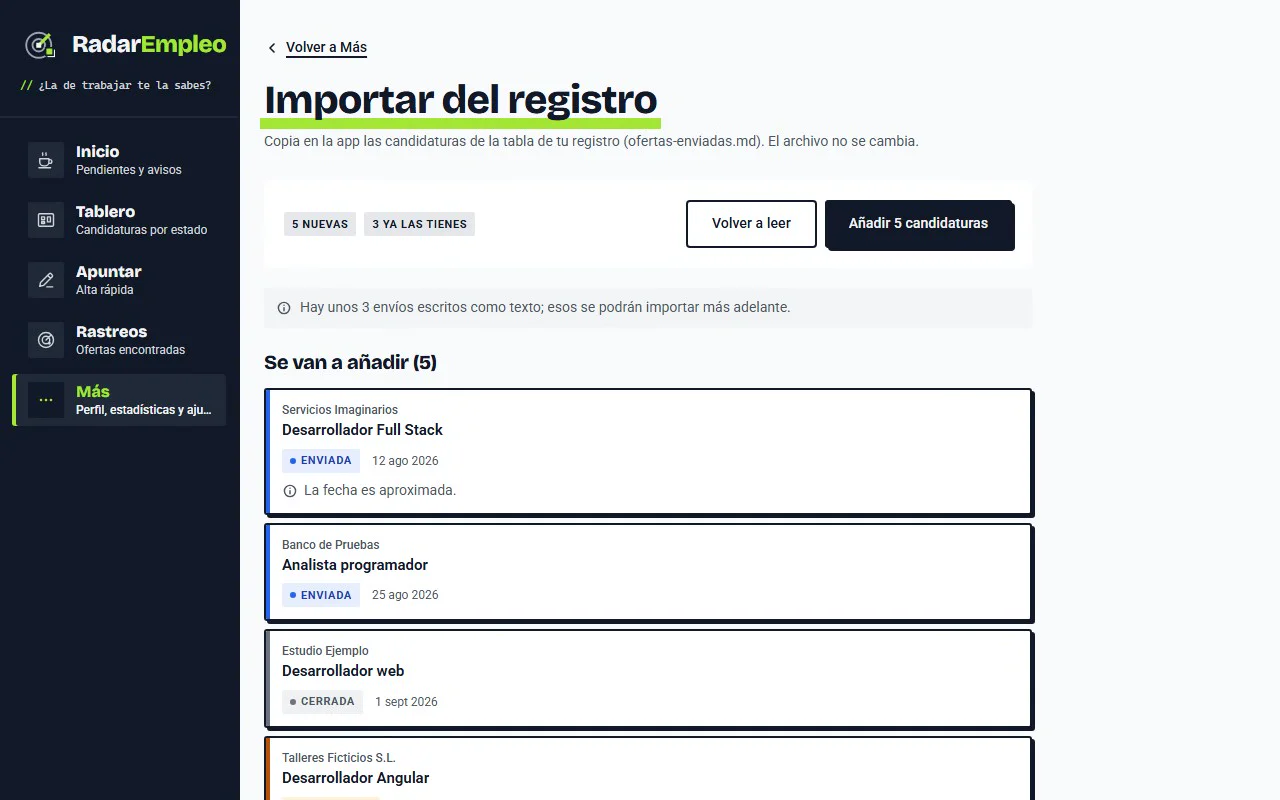 RadarEmpleo
// ¿La de trabajar te la sabes?
Inicio
Pendientes y avisos
Tablero
Candidaturas por estado
Apuntar
Alta rápida
Rastreos
Ofertas encontradas
Más
Perfil, estadísticas y aju...
Volver a Más
Importar del registro
Copia en la app las candidaturas de la tabla de tu registro (ofertas-enviadas.md). El archivo no se cambia.
5 NUEVAS
3 YA LAS TIENES
Volver a leer
Añadir 5 candidaturas
Hay unos 3 envíos escritos como texto; esos se podrán importar más adelante.
Se van a añadir (5)
Servicios Imaginarios
Desarrollador Full Stack
ENVIADA 12 ago 2026
La fecha es aproximada.
Banco de Pruebas
Analista programador
ENVIADA 25 ago 2026
Estudio Ejemplo
Desarrollador web
CERRADA 1 sept 2026
Talleres Ficticios S.L.
Desarrollador Angular